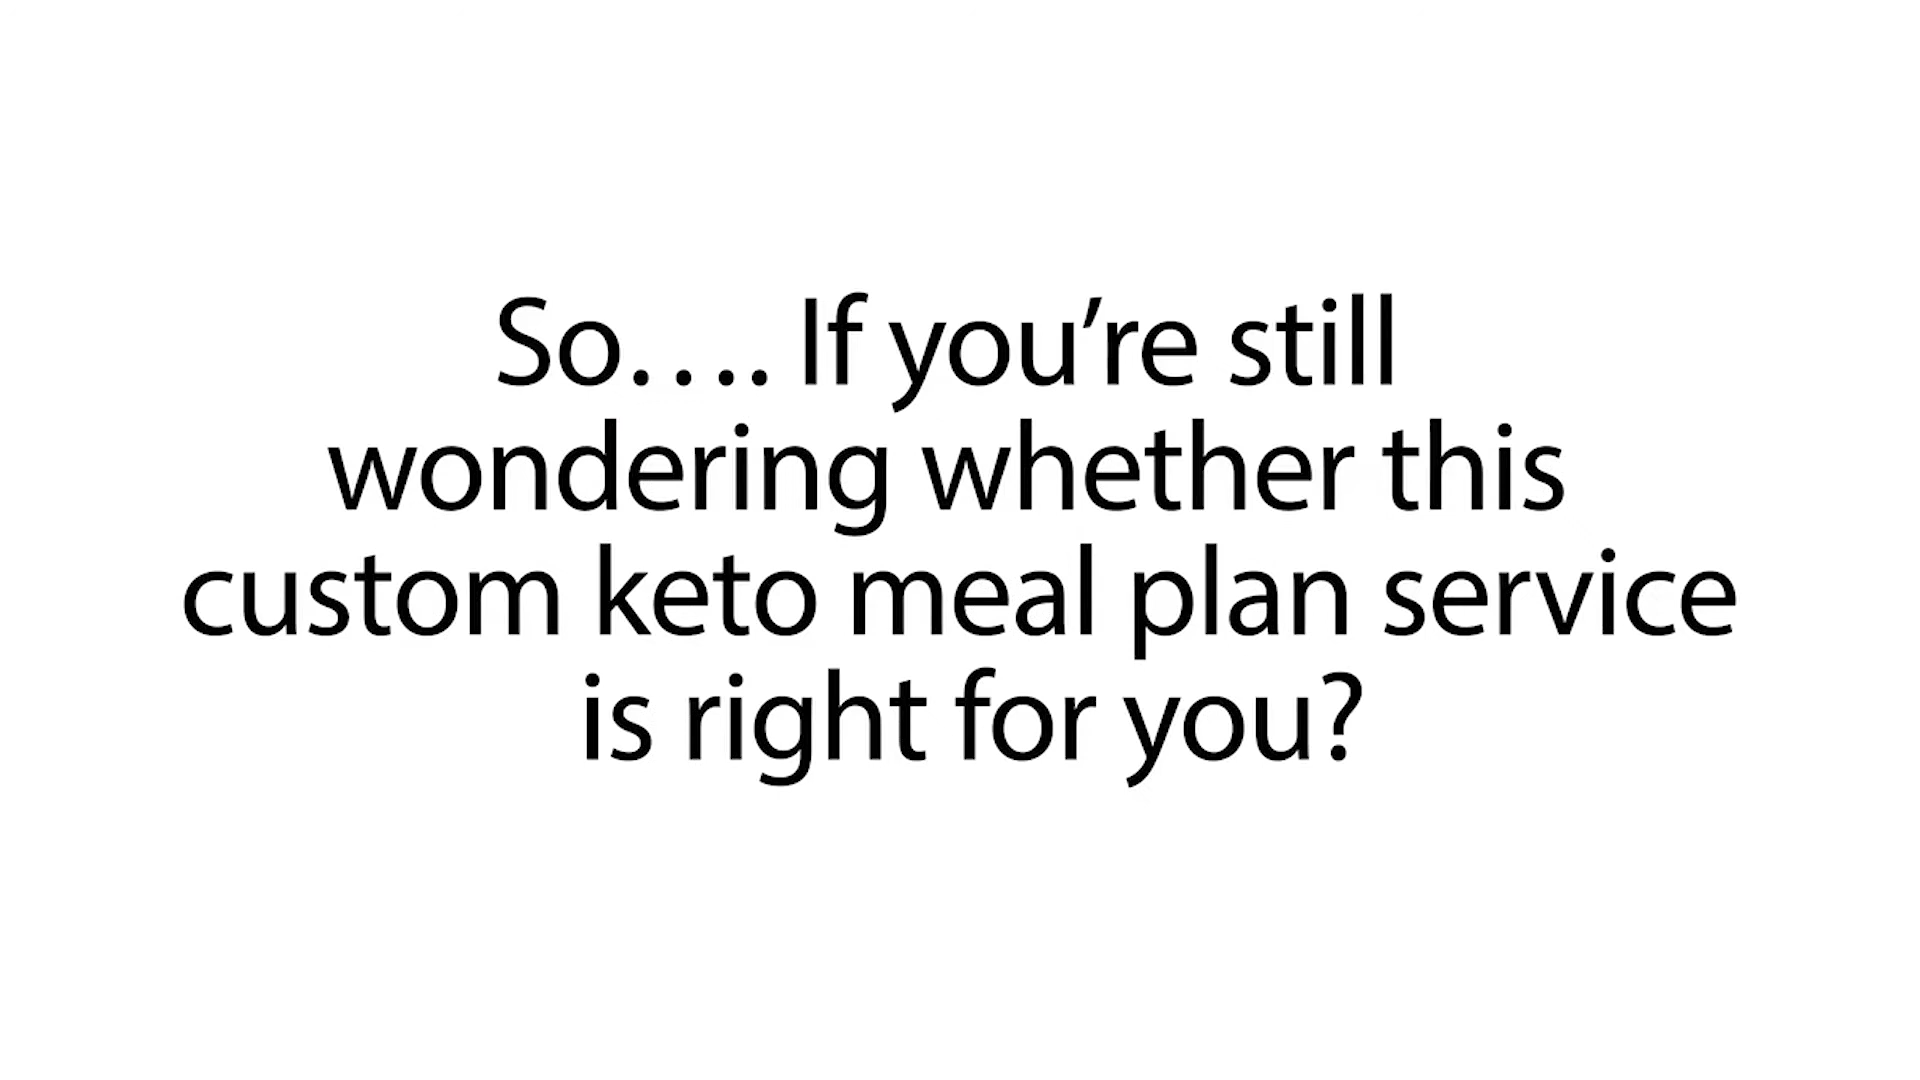 So…. If you’re still
wondering whether this
custom keto meal plan service
is right for you?